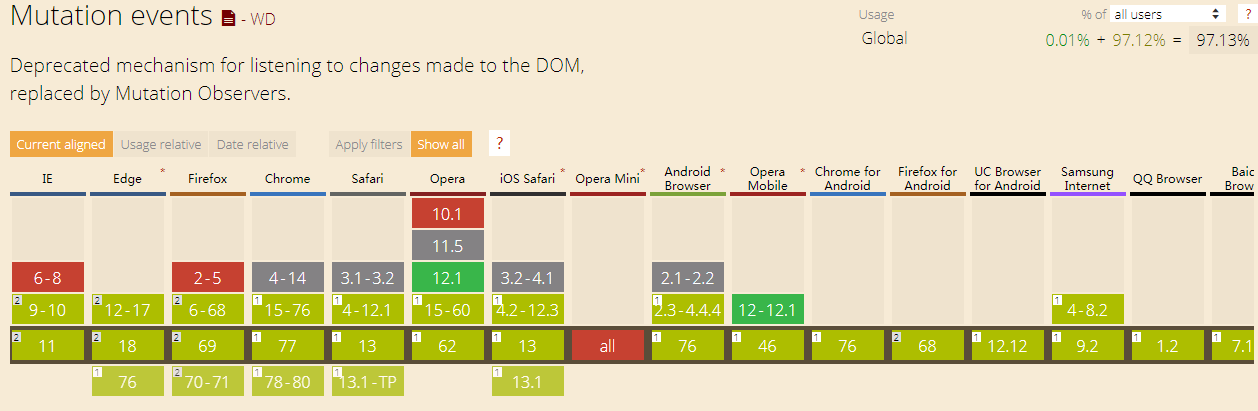 Mutation events - WD
Usage % of all users ?
Global 0.01% + 97.12% = 97.13%
Deprecated mechanism for listening to changes made to the DOM,
replaced by Mutation Observers.
Current aligned Usage relative Date relative Apply filters Show all ?
IE Edge * Firefox Chrome Safari Opera iOS Safari * Opera Mini * Android Browser * Opera Mobile * Chrome for Android Firefox for Android UC Browser for Android Samsung Internet QQ Browser Baid Brow
10.1
11.5
6-8 2-5 4-14 3.1-3.2 12.1 3.2-4.1 2.1-2.2
2 9-10 2 12-17 2 6-68 1 15-76 1 4-12.1 1 15-60 1 4.2-12.3 1 2.3-4.4.4 12-12.1 1 4-8.2
2 11 2 18 2 69 1 77 1 13 1 62 1 13 all 1 76 1 46 1 76 2 68 1 12.12 1 9.2 1 1.2 1 7.1
1 76 2 70-71 1 78-80 1 13.1-TP 1 13.1